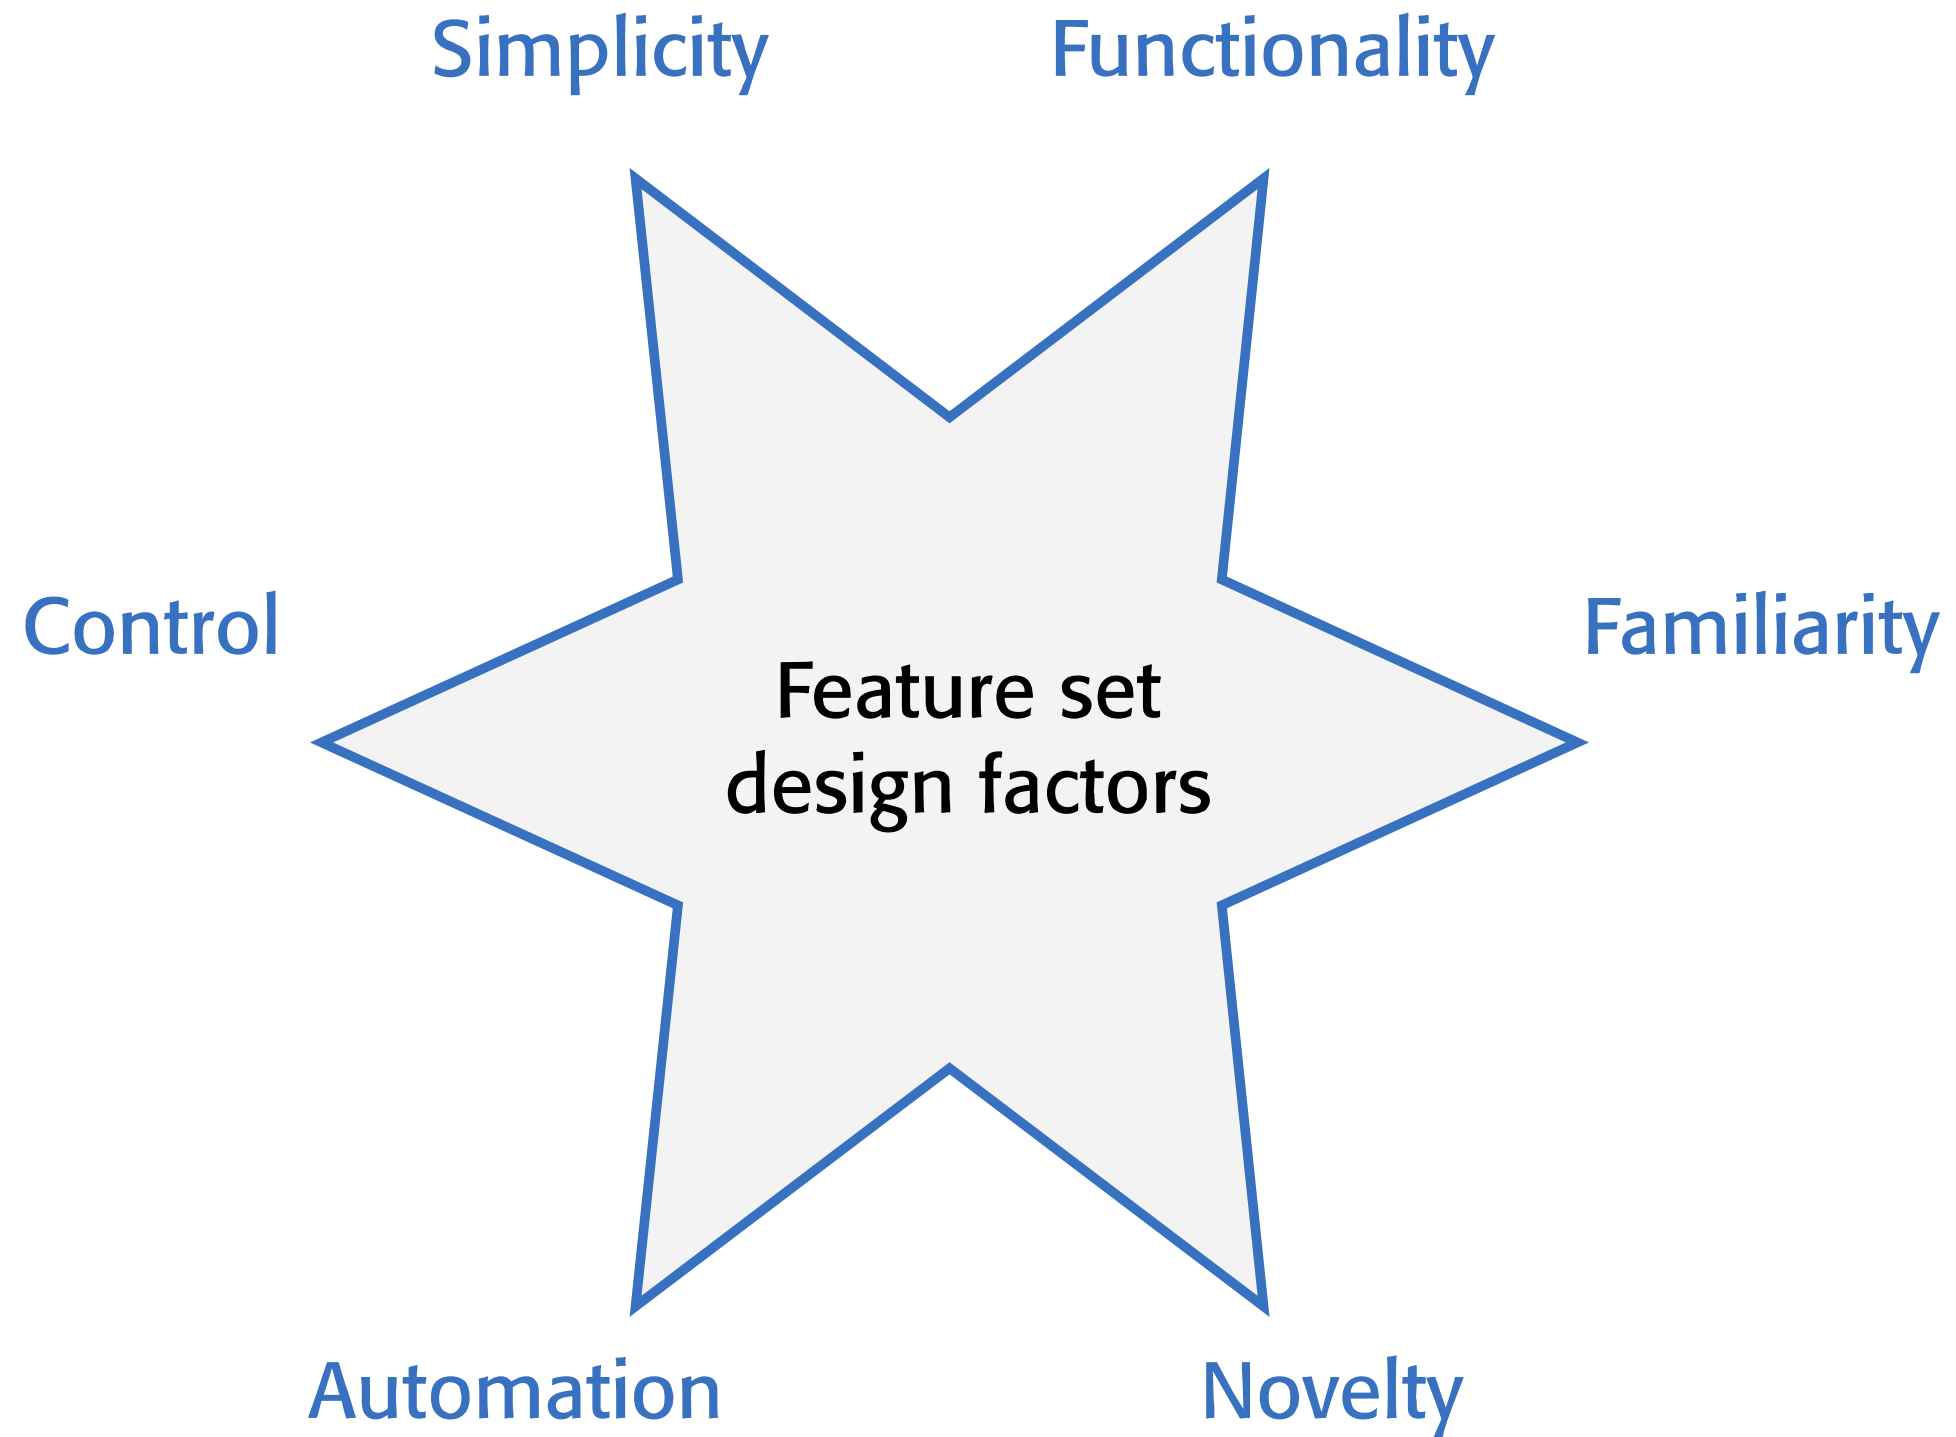 Simplicity
Functionality
Control
Familiarity
Feature set
design factors
Automation
Novelty